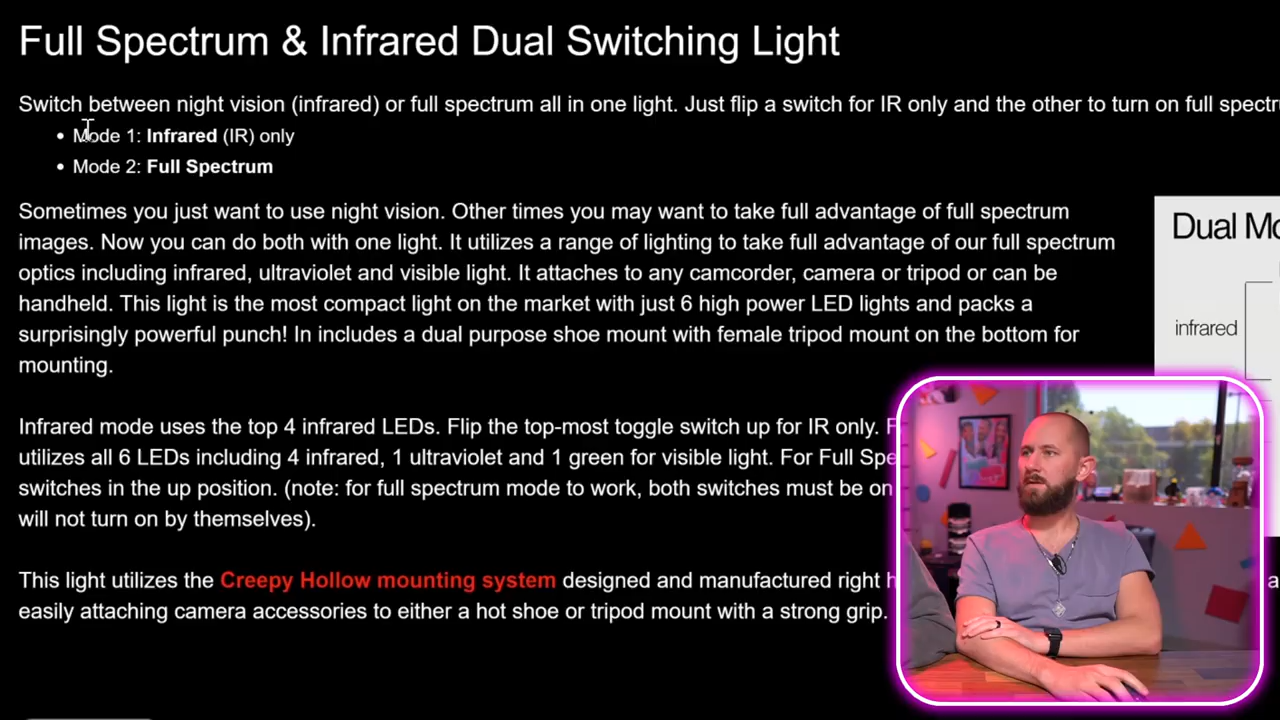 Full Spectrum & Infrared Dual Switching Light
Switch between night vision (infrared) or full spectrum all in one light. Just flip a switch for IR only and the other to turn on full
Mode 1: Infrared (IR) only
Mode 2: Full Spectrum
Sometimes you just want to use night vision. Other times you may want to take full advantage of full spectrum
images. Now you can do both with one light. It utilizes a range of lighting to take full advantage of our full spectrum
optics including infrared, ultraviolet and visible light. It attaches to any camcorder, camera or tripod or can be
handheld. This light is the most compact light on the market with just 6 high power LED lights and packs a
surprisingly powerful punch! In includes a dual purpose shoe mount with female tripod mount on the bottom for
mounting.
Dual
infrared
Infrared mode uses the top 4 infrared LEDs. Flip the top-most toggle switch up for IR only.
utilizes all 6 LEDs including 4 infrared, 1 ultraviolet and 1 green for visible light. For Full
switches in the up position. (note: for full spectrum mode to work, both switches must be on
will not turn on by themselves).
This light utilizes the Creepy Hollow mounting system designed and manufactured right
easily attaching camera accessories to either a hot shoe or tripod mount with a strong grip.